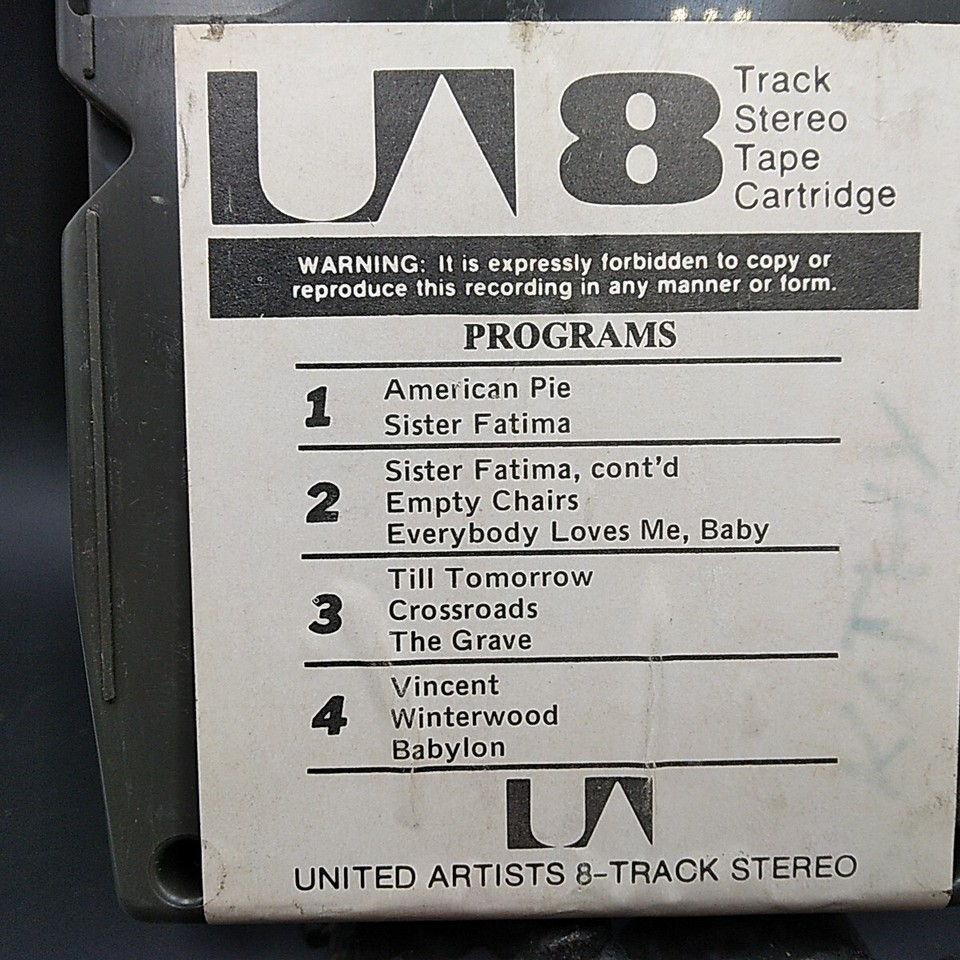 UA 8 Track
Stereo
Tape
Cartridge
WARNING: It is expressly forbidden to copy or
reproduce this recording in any manner or form.
PROGRAMS
1 American Pie
Sister Fatima
2 Sister Fatima, cont'd
Empty Chairs
Everybody Loves Me, Baby
3 Till Tomorrow
Crossroads
The Grave
4 Vincent
Winterwood
Babylon
UA
UNITED ARTISTS 8-TRACK STEREO